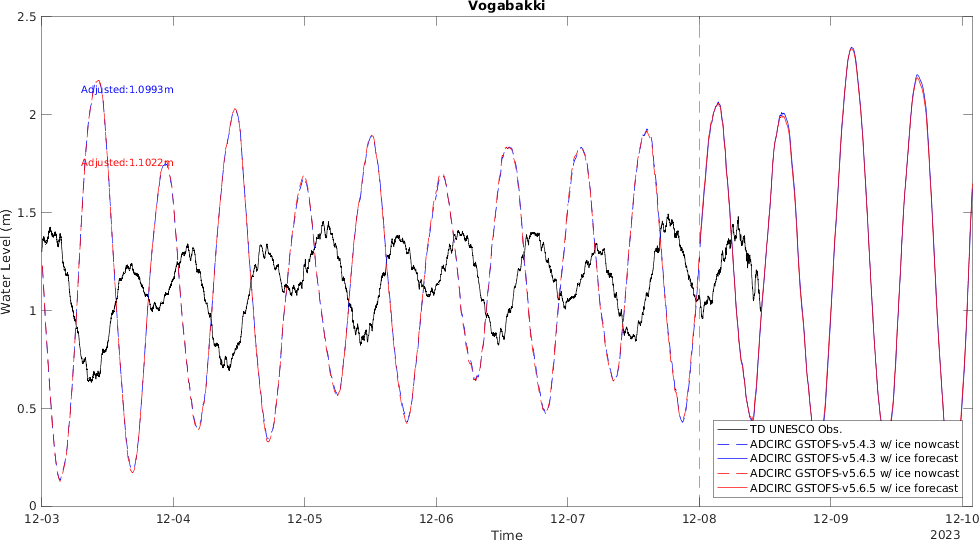 Vogabakki
2.5
2
1.5
1
0.5
0
Water Level (m)
Adjusted:1.0993m
Adjusted:1.1022m
TD UNESCO Obs.
ADCIRC GSTOFS-v5.4.3 w/ ice nowcast
ADCIRC GSTOFS-v5.4.3 w/ ice forecast
ADCIRC GSTOFS-v5.6.5 w/ ice nowcast
ADCIRC GSTOFS-v5.6.5 w/ ice forecast
12-03 12-04 12-05 12-06 12-07 12-08 12-09 12-10
Time
2023